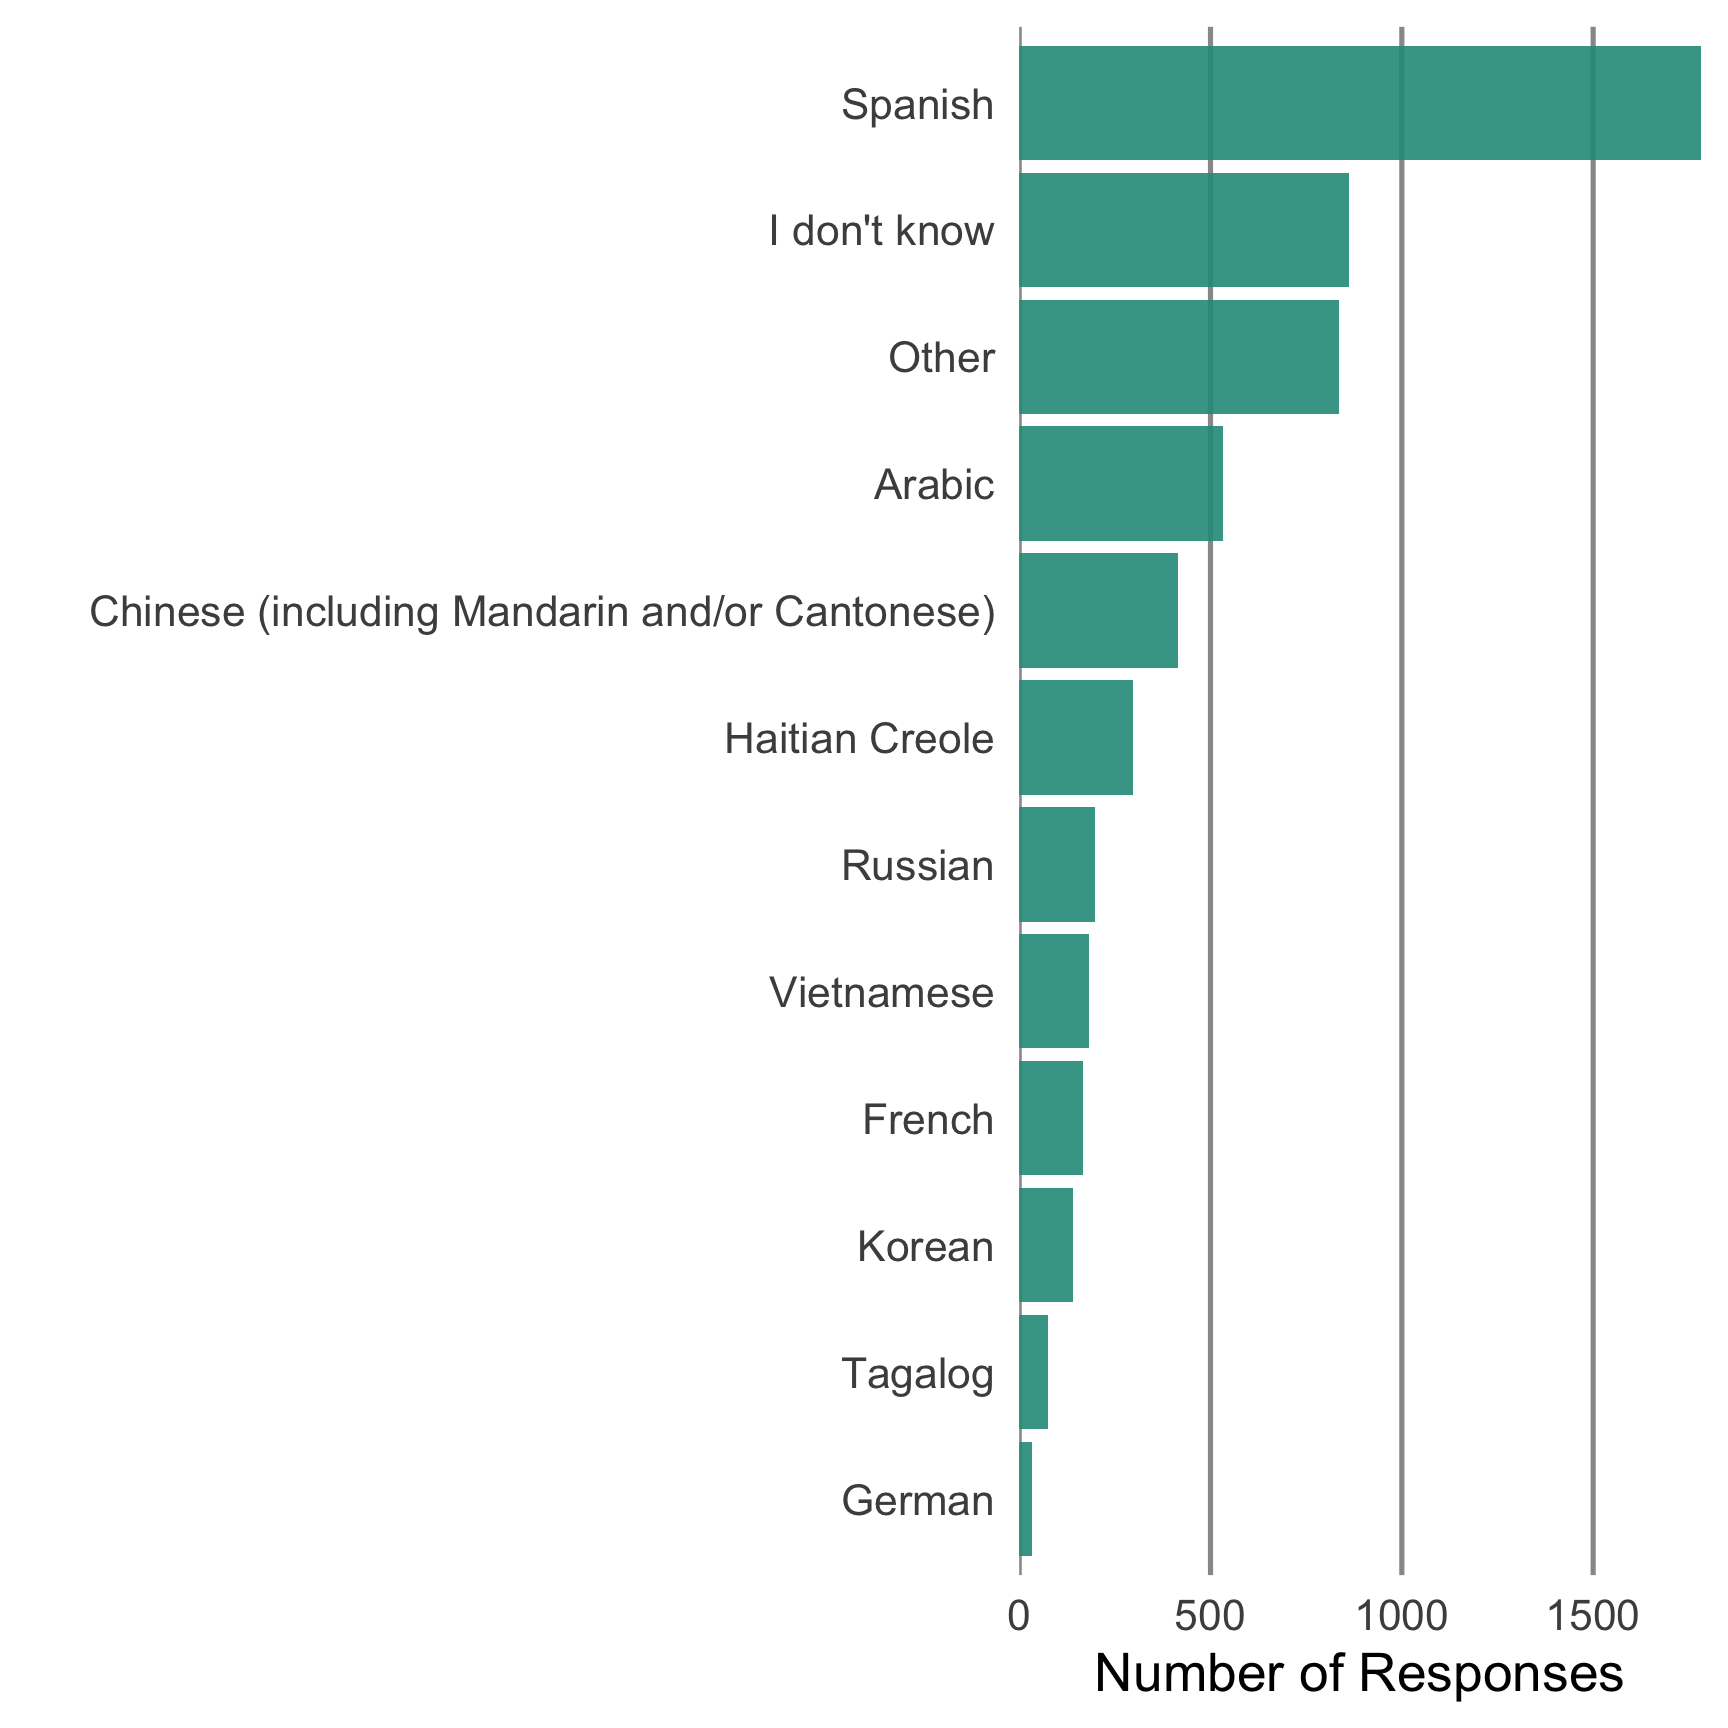 Spanish
I don't know
Other
Arabic
Chinese (including Mandarin and/or Cantonese)
Haitian Creole
Russian
Vietnamese
French
Korean
Tagalog
German
0 500 1000 1500
Number of Responses